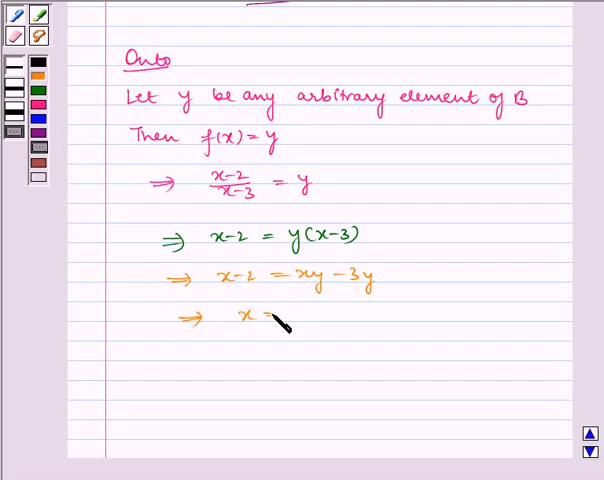 Onto
Let y be any arbitrary element of B
Then f(x) = y
⇒ x-2/x-3 = y
⇒ x-2 = y(x-3)
⇒ x-2 = xy - 3y
⇒ x =